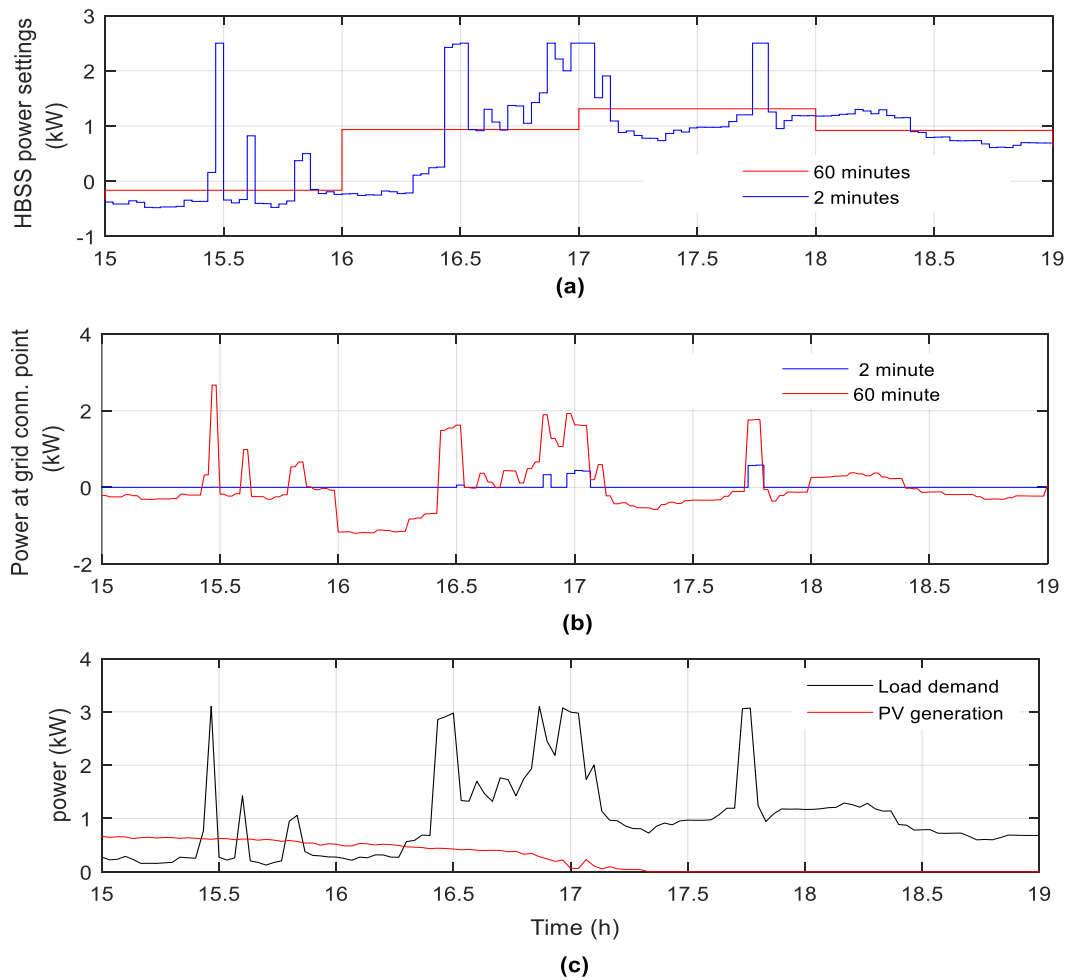 3
2
1
0
-1
HBSS power settings
(kW)
60 minutes
2 minutes
15 15.5 16 16.5 17 17.5 18 18.5 19
(a)
4
2
0
-2
Power at grid conn. point
(kW)
2 minute
60 minute
15 15.5 16 16.5 17 17.5 18 18.5 19
(b)
4
3
2
1
0
power (kW)
Load demand
PV generation
15 15.5 16 16.5 17 17.5 18 18.5 19
Time (h)
(c)